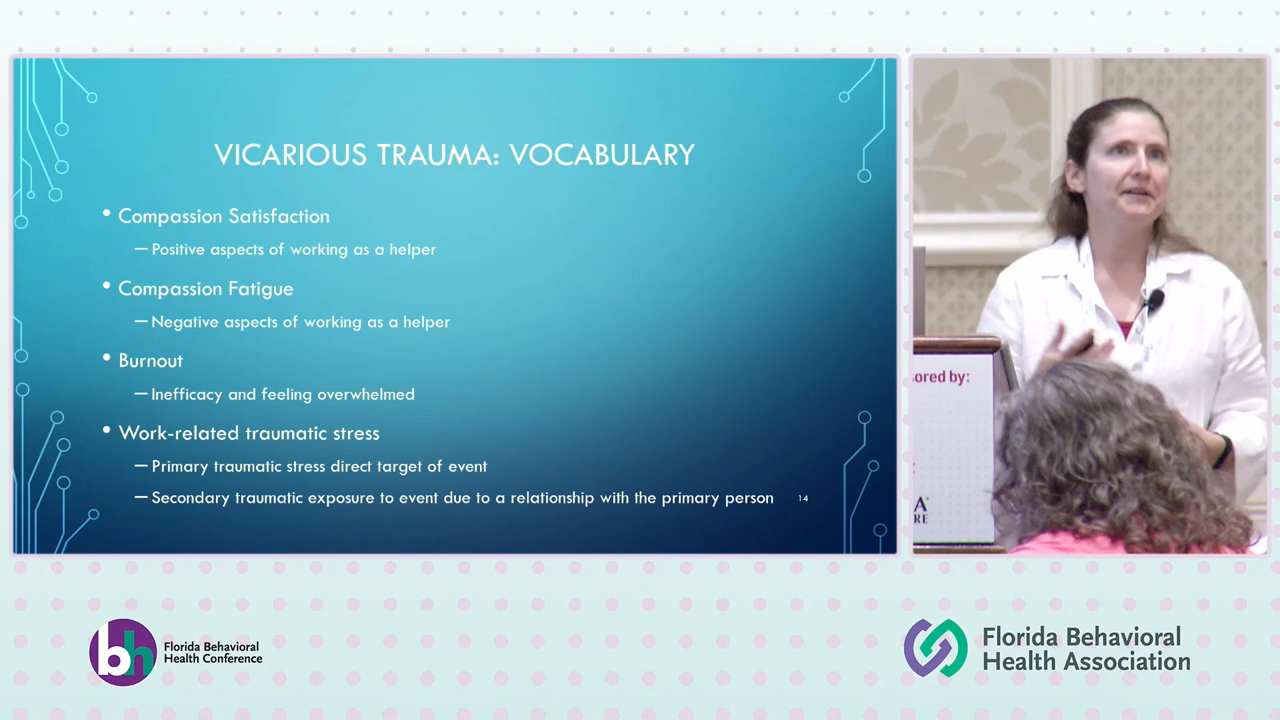 VICARIOUS TRAUMA: VOCABULARY
• Compassion Satisfaction
– Positive aspects of working as a helper
• Compassion Fatigue
– Negative aspects of working as a helper
• Burnout
– Inefficacy and feeling overwhelmed
• Work-related traumatic stress
– Primary traumatic stress direct target of event
– Secondary traumatic exposure to event due to a relationship with the primary person
14
ored by:
A
RE
bh
Florida Behavioral
Health Conference
Florida Behavioral
Health Association